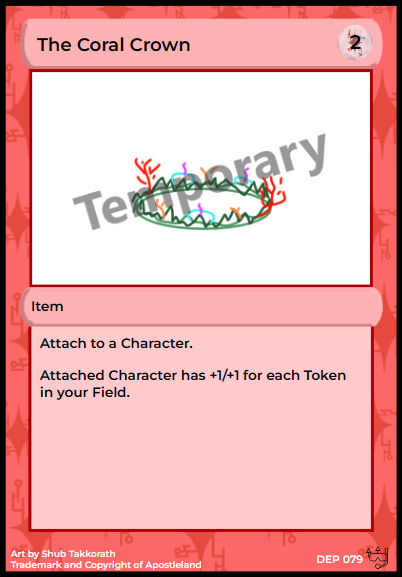 The Coral Crown
2
Temporary
Item
Attach to a Character.
Attached Character has +1/+1 for each Token
in your Field.
Art by Shub Takkorath
Trademark and Copyright of Apostleland
DEP 079